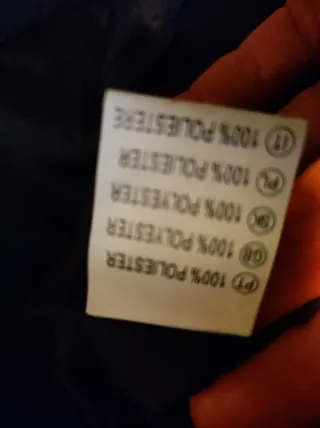 PT 100% POLIESTER
GB 100% POLYESTER
SK 100% POLYESTER
PL 100% POLIESTER
IT 100% POLIESTERE